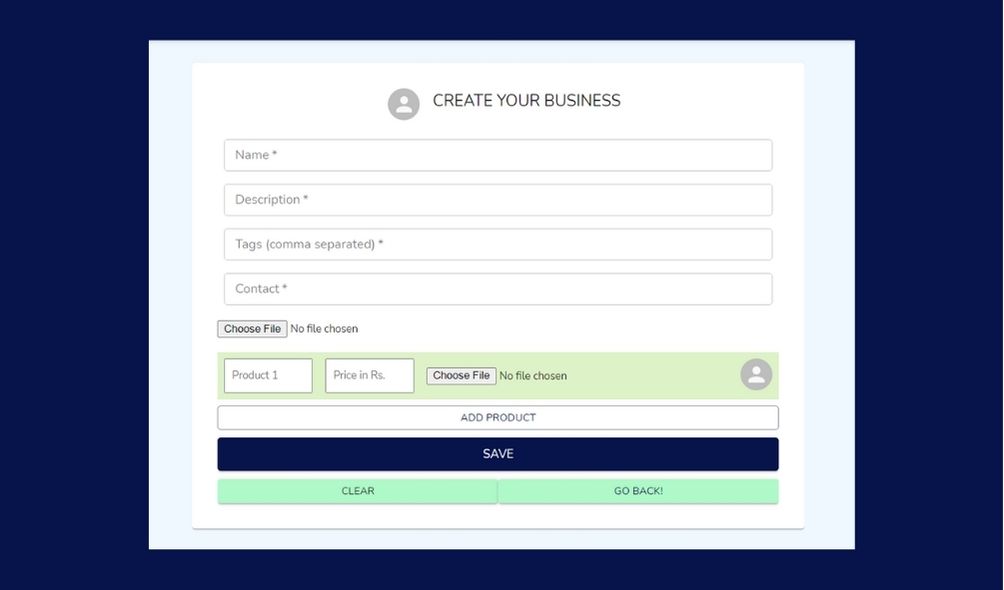 CREATE YOUR BUSINESS
Name *
Description *
Tags (comma separated) *
Contact *
Choose File No file chosen
Product 1 Price in Rs. Choose File No file chosen
ADD PRODUCT
SAVE
CLEAR GO BACK!